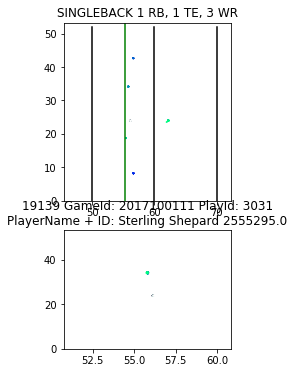 SINGLEBACK 1 RB, 1 TE, 3 WR
50
40
30
20
10
0
50 60 70
19139 GameId: 2017100111 PlayId: 3031
PlayerName + ID: Sterling Shepard 2555295.0
40
20
0
52.5 55.0 57.5 60.0